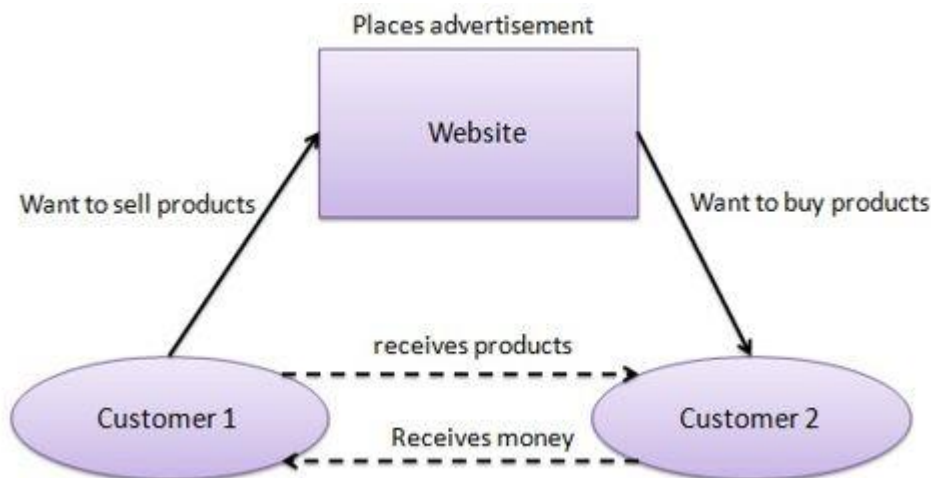 Places advertisement
Website
Want to sell products
Want to buy products
receives products
Customer 1
Customer 2
Receives money